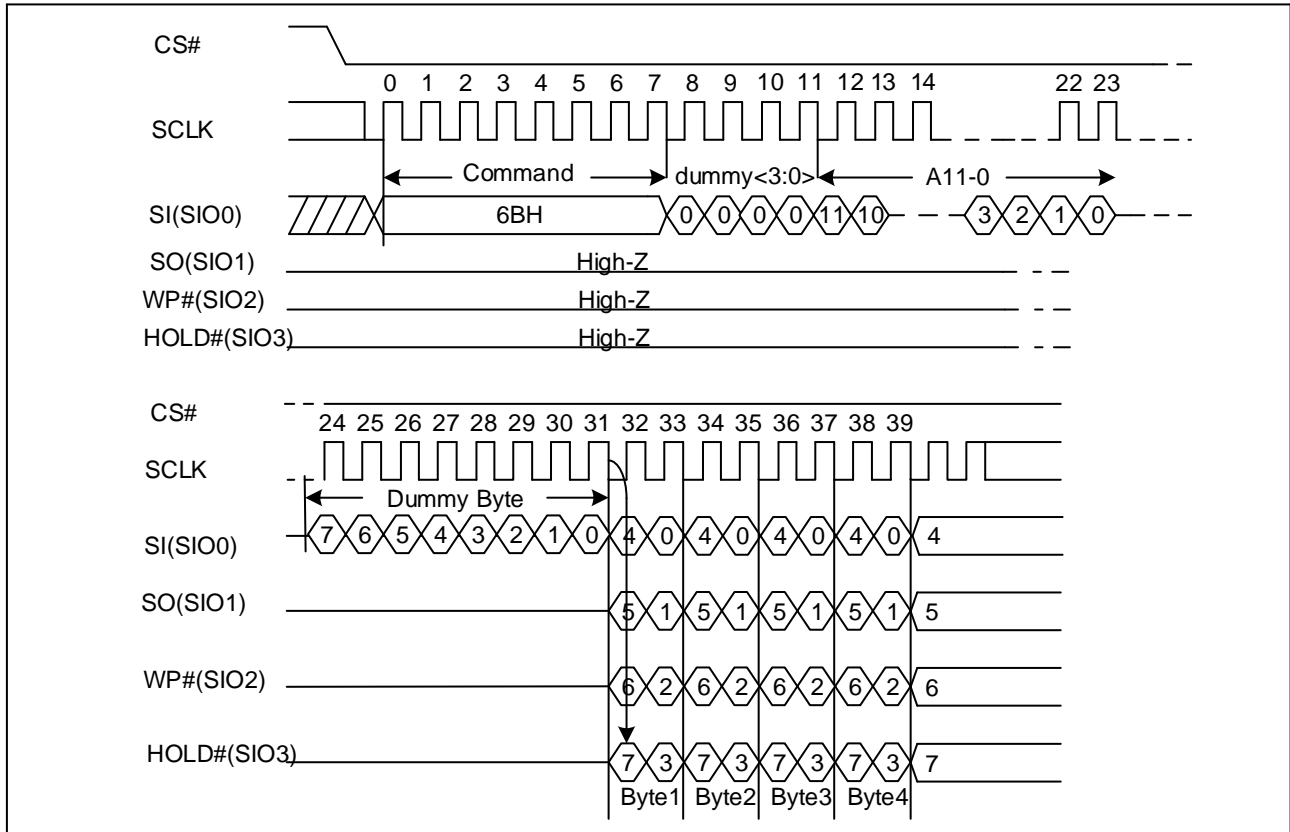 CS#
0 1 2 3 4 5 6 7 8 9 10 11 12 13 14 22 23
SCLK
Command dummy<3:0> A11-0
SI(SIO0) 6BH 0 0 0 0 11 10 3 2 1 0
SO(SIO1) High-Z
WP#(SIO2) High-Z
HOLD#(SIO3) High-Z
CS#
24 25 26 27 28 29 30 31 32 33 34 35 36 37 38 39
SCLK
Dummy Byte
SI(SIO0) 7 6 5 4 3 2 1 0 4 0 4 0 4 0 4 0 4
SO(SIO1) 5 1 5 1 5 1 5 1 5
WP#(SIO2) 6 2 6 2 6 2 6 2 6
HOLD#(SIO3) 7 3 7 3 7 3 7 3 7
Byte1 Byte2 Byte3 Byte4